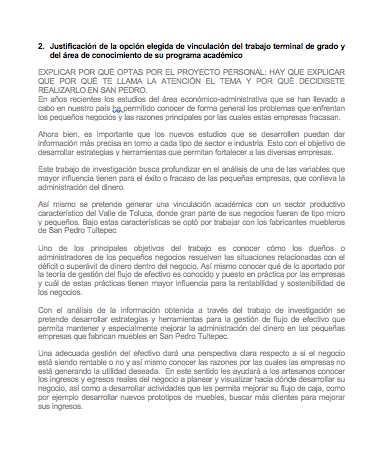 2. Justificación de la opción elegida de vinculación del trabajo terminal de grado y
del área de conocimiento de su programa académico
EXPLICAR POR QUÉ OPTAS POR EL PROYECTO PERSONAL: HAY QUE EXPLICAR
QUE POR QUÉ TE LLAMA LA ATENCIÓN EL TEMA Y POR QUÉ DECIDISETE
REALIZARLO EN SAN PEDRO.
En años recientes los estudios del área económico-administrativa que se han llevado a
cabo en nuestro país ha permitido conocer de forma general los problemas que enfrentan
los pequeños negocios y las razones principales por las cuales estas empresas fracasan.
Ahora bien, es importante que los nuevos estudios que se desarrollen puedan dar
información más precisa en torno a cada tipo de sector e industria Esto con el objetivo de
desarrollar estrategias y herramientas que permitan fortalecer a las diversas empresas.
Este trabajo de investigación busca profundizar en el análisis de una de las variables que
mayor influencia tienen para el éxito o fracaso de las pequeñas empresas, que conlleva la
administración del dinero.
Así mismo se pretende generar una vinculación académica con un sector productivo
característico del Valle de Toluca, donde gran parte de sus negocios fueran de tipo micro
y pequeños. Bajo estas características se optó por trabajar con los fabricantes muebleros
de San Pedro Tultepec
Uno de los principales objetivos del trabajo es conocer cómo los dueños o
administradores de los pequeños negocios resuelven las situaciones relacionadas con el
déficit o superávit de dinero dentro del negocio. Así mismo conocer qué de lo aportado por
la teoría de gestión del flujo de efectivo es conocido y puesto en práctica por las empresas
y cuál de estas prácticas tienen mayor influencia para la rentabilidad y sostenibilidad de
los negocios.
Con el análisis de la información obtenida a través del trabajo de investigación se
pretende desarrollar estrategias y herramientas para la gestión de flujo de efectivo que
permita mantener y especialmente mejorar la administración del dinero en las pequeñas
empresas que fabrican muebles en San Pedro Tultepec.
Una adecuada gestión del efectivo dará una perspectiva clara respecto a si el negocio
está siendo rentable o no y así mismo conocer las razones por las cuales las empresas no
está generando la utilidad deseada En este sentido les ayudará a los artesanos conocer
los ingresos y egresos reales del negocio a planear y visualizar hacia dónde desarrollar su
negocio, así como a desarrollar actividades que les permita mejorar su flujo de caja, como
por ejemplo desarrollar nuevos prototipos de muebles, buscar más clientes para mejorar
sus ingresos.